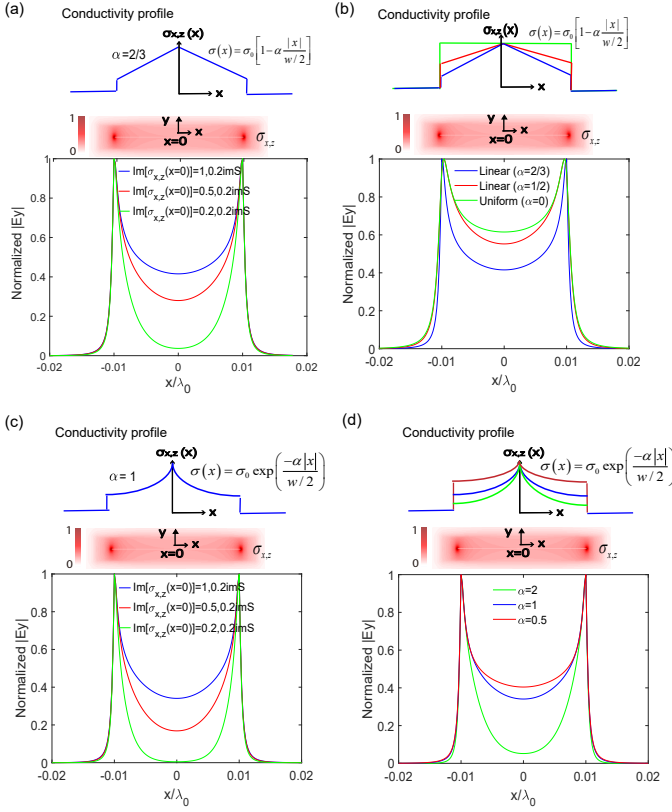 (a)
Conductivity profile
σx,z(x)
α=2/3
σ(x)=σ₀[1-α|x|/(w/2)]
x
1
0
y
x
x=0
σx,z
Normalized |Ey|
1
0.8
0.6
0.4
0.2
0
Im[σx,z(x=0)]=1,0.2imS
Im[σx,z(x=0)]=0.5,0.2imS
Im[σx,z(x=0)]=0.2,0.2imS
-0.02 -0.01 0 0.01 0.02
x/λ₀
(b)
Conductivity profile
σx,z(x)
σ(x)=σ₀[1-α|x|/(w/2)]
x
1
0
y
x
x=0
σx,z
Normalized |Ey|
1
0.8
0.6
0.4
0.2
0
Linear (α=2/3)
Linear (α=1/2)
Uniform (α=0)
-0.02 -0.01 0 0.01 0.02
x/λ₀
(c)
Conductivity profile
σx,z(x)
α= 1
σ(x)=σ₀ exp(-α|x|/(w/2))
x
1
0
y
x
x=0
σx,z
Normalized |Ey|
1
0.8
0.6
0.4
0.2
0
Im[σx,z(x=0)]=1,0.2imS
Im[σx,z(x=0)]=0.5,0.2imS
Im[σx,z(x=0)]=0.2,0.2imS
-0.02 -0.01 0 0.01 0.02
x/λ₀
(d)
Conductivity profile
σx,z(x)
σ(x)=σ₀ exp(-α|x|/(w/2))
x
1
0
y
x
x=0
σx,z
Normalized |Ey|
1
0.8
0.6
0.4
0.2
0
α=2
α=1
α=0.5
-0.02 -0.01 0 0.01 0.02
x/λ₀